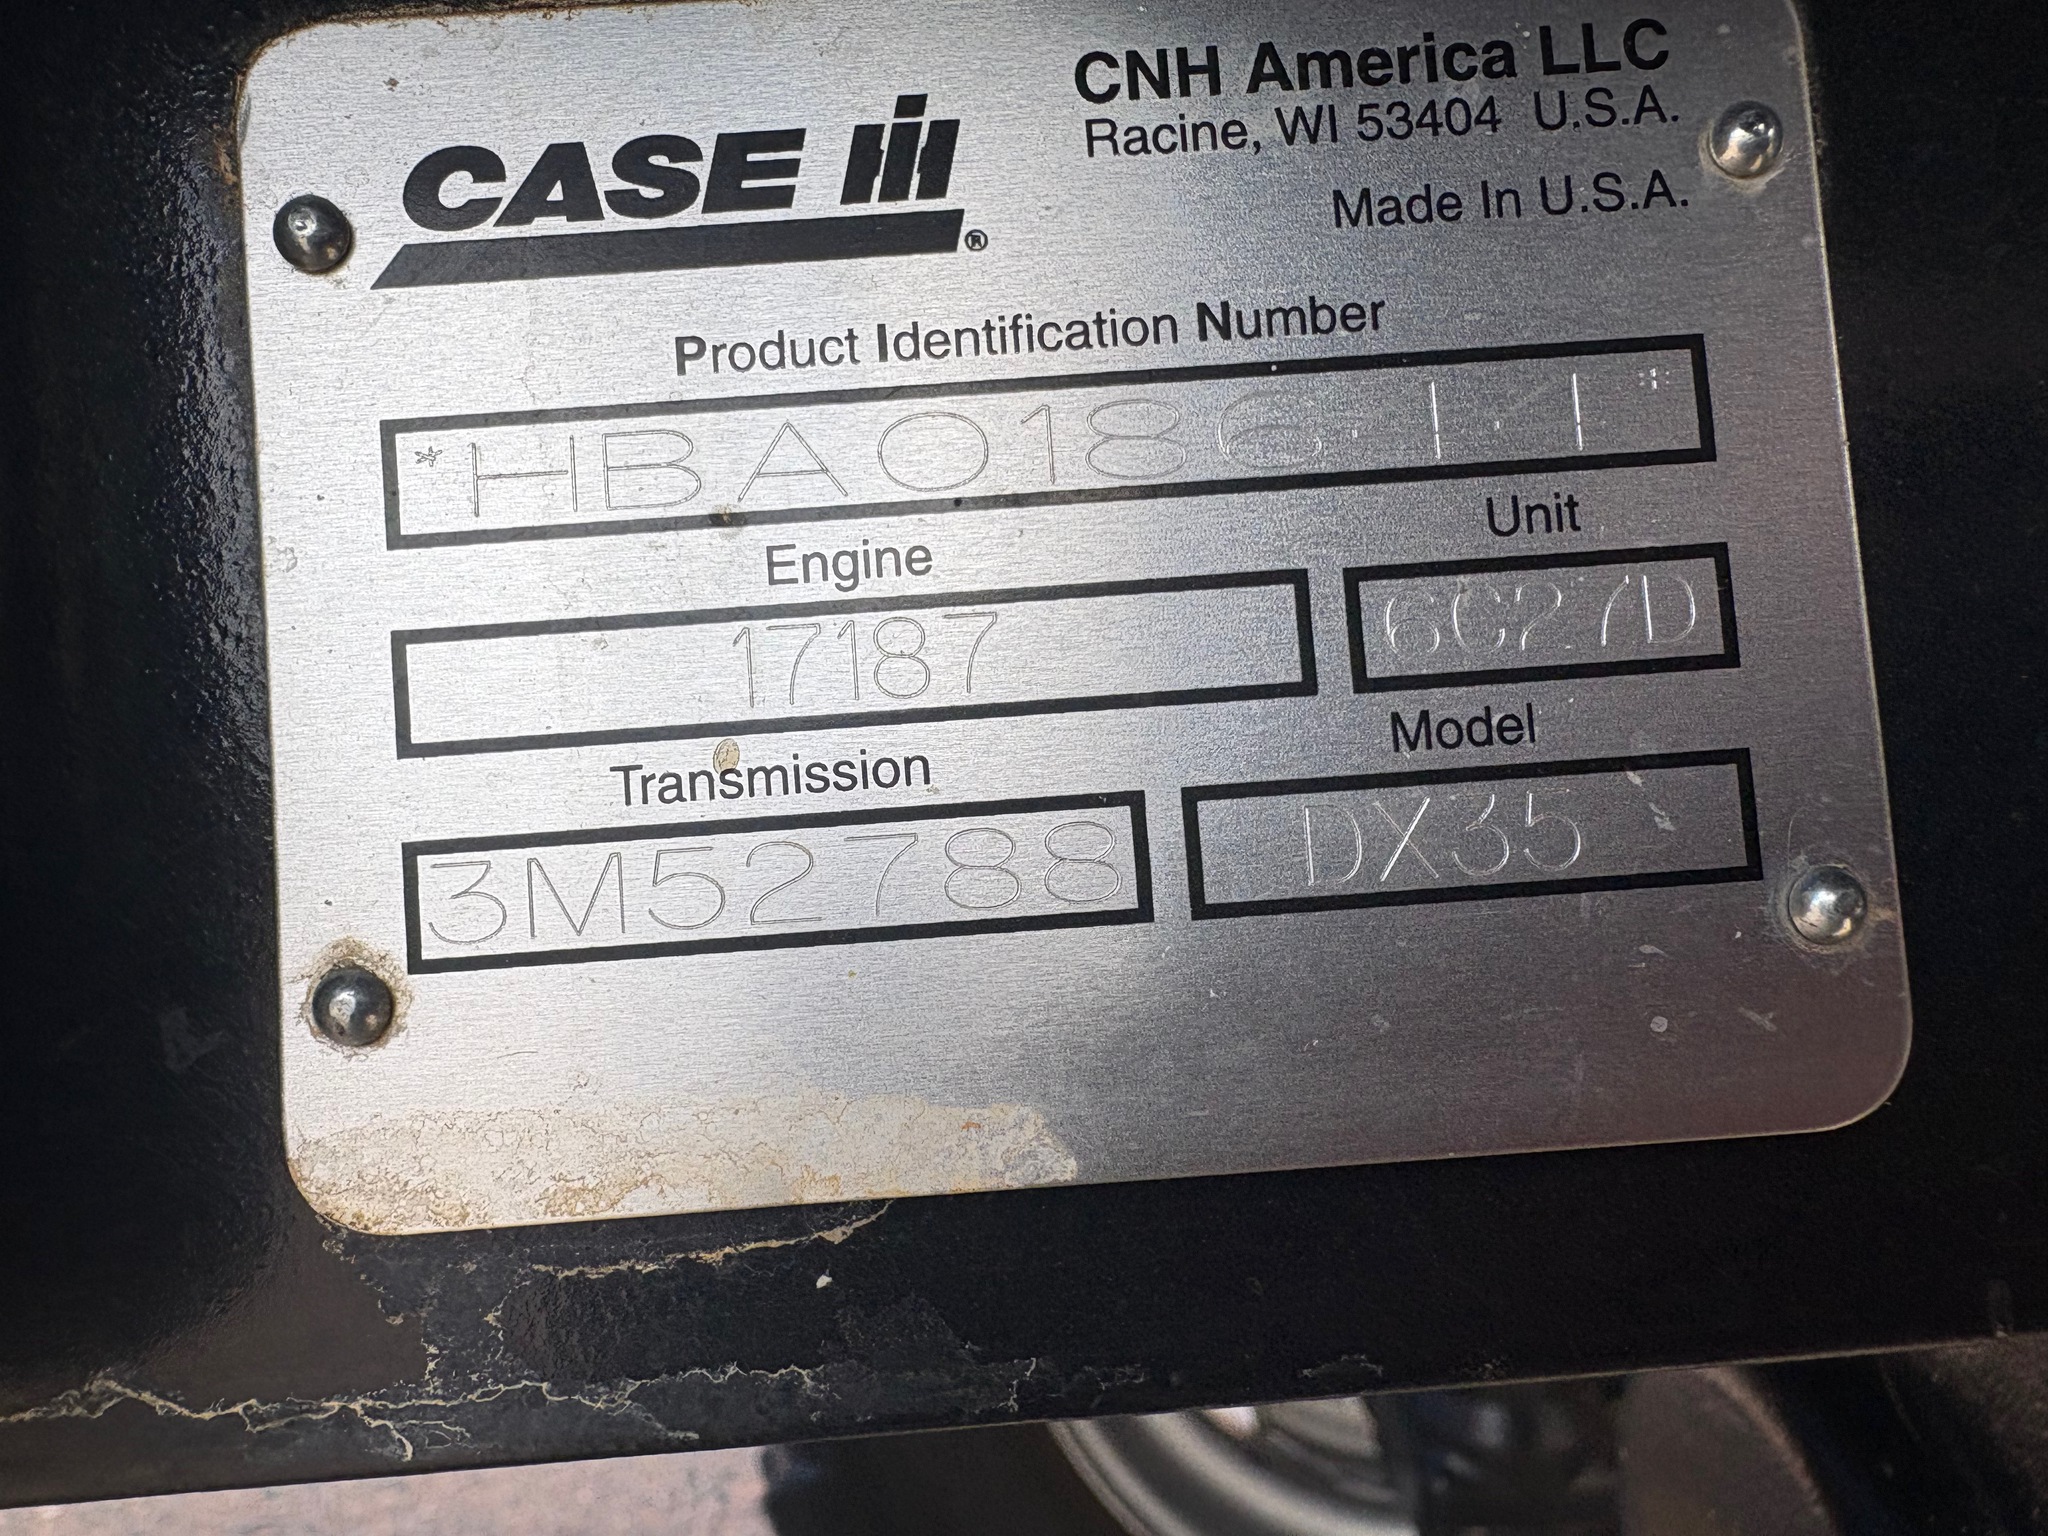 CNH America LLC
Racine, WI 53404 U.S.A.
Made In U.S.A.
CASE IH®
Product Identification Number
Engine
17187
Unit
6C27D
Transmission
3M52788
Model
DX35